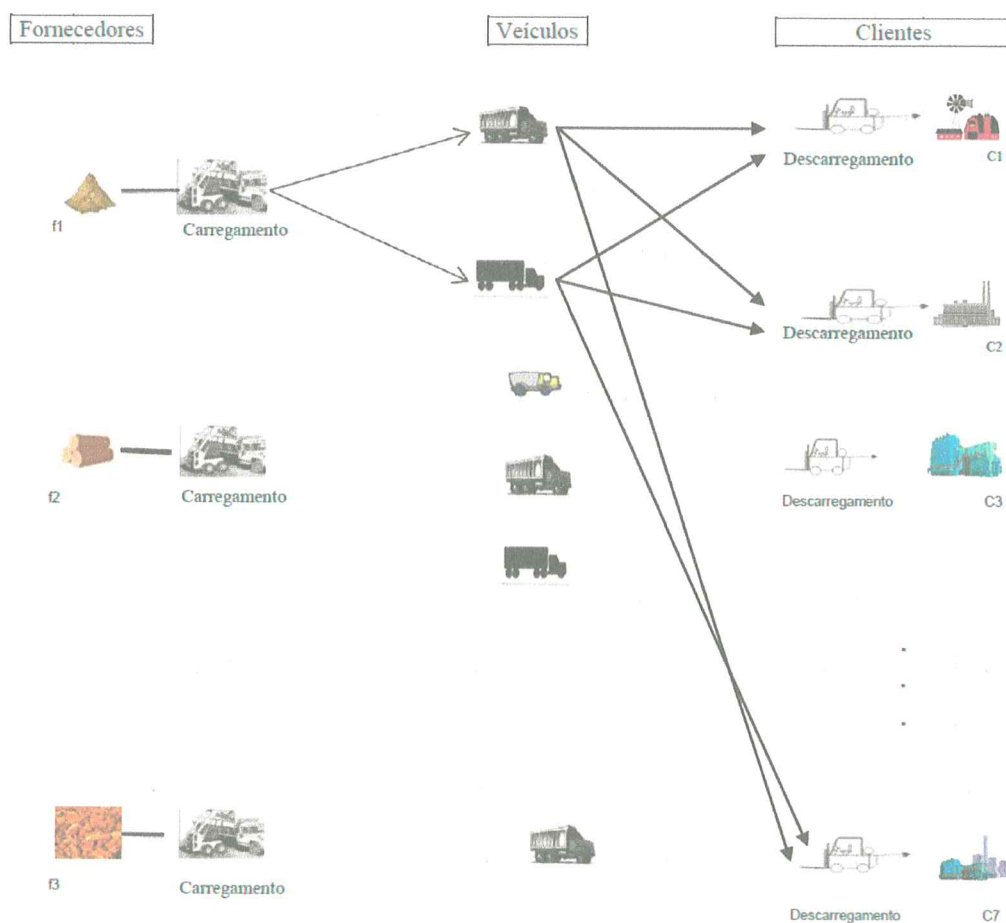 Fornecedores
Veículos
Clientes
Descarregamento
C1
f1
Carregamento
Descarregamento
C2
f2
Carregamento
Descarregamento
C3
f3
Carregamento
Descarregamento
C7